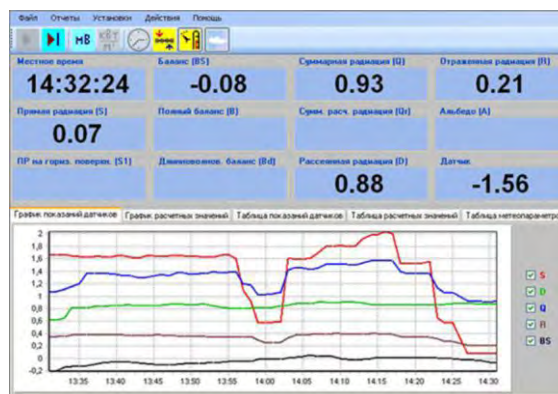 Файл Отчеты Установки Действия Помощь
мВ КВТ М²
Местное время Баланс (BS) Суммарная радиация (Q) Отраженная радиация (R)
14:32:24 -0.08 0.93 0.21
Прямая радиация (S) Полный баланс (B) Сумм. расч. радиация (Qr) Альбедо (A)
0.07
ПР на гориз. поверхн. (S1) Длинноволнов. баланс (Bd) Рассеянная радиация (D) Датчик
0.88 -1.56
График показаний датчиков График расчетных значений Таблица показаний датчиков Таблица расчетных значений Таблица метеопараметро
2
1,8
1,6
1,4
1,2
1
0,8
0,6
0,4
0,2
0
-0,2
13:35 13:40 13:45 13:50 13:55 14:00 14:05 14:10 14:15 14:20 14:25 14:30
S
D
Q
R
BS